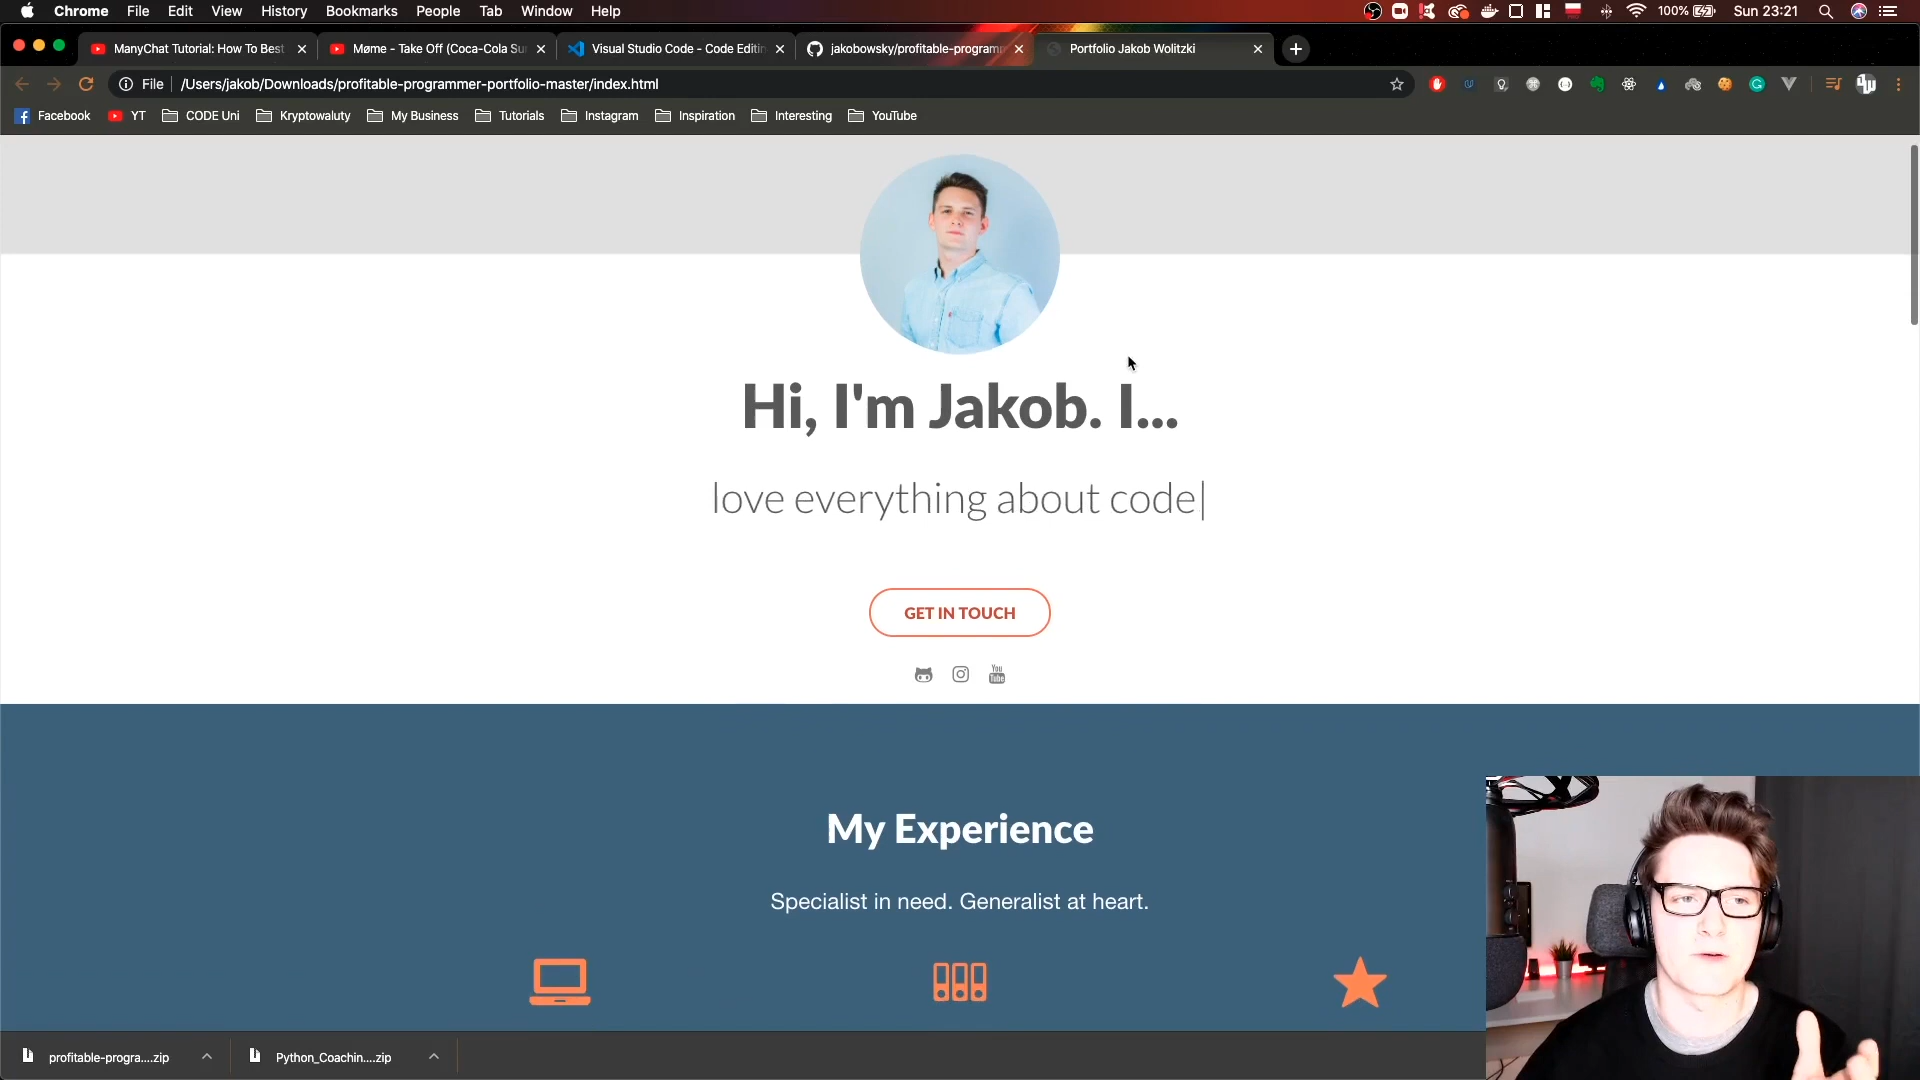 Chrome File Edit View History Bookmarks People Tab Window Help 100% Sun 23:21
ManyChat Tutorial: How To Best
Møme - Take Off (Coca-Cola Su
Visual Studio Code - Code Editin
jakobowsky/profitable-programm
Portfolio Jakob Wolitzki
File /Users/jakob/Downloads/profitable-programmer-portfolio-master/index.html
Facebook YT CODE Uni Kryptowaluty My Business Tutorials Instagram Inspiration Interesting YouTube
Hi, I'm Jakob. I...
love everything about code|
GET IN TOUCH
You
Tube
My Experience
Specialist in need. Generalist at heart.
profitable-progra....zip Python_Coachin....zip